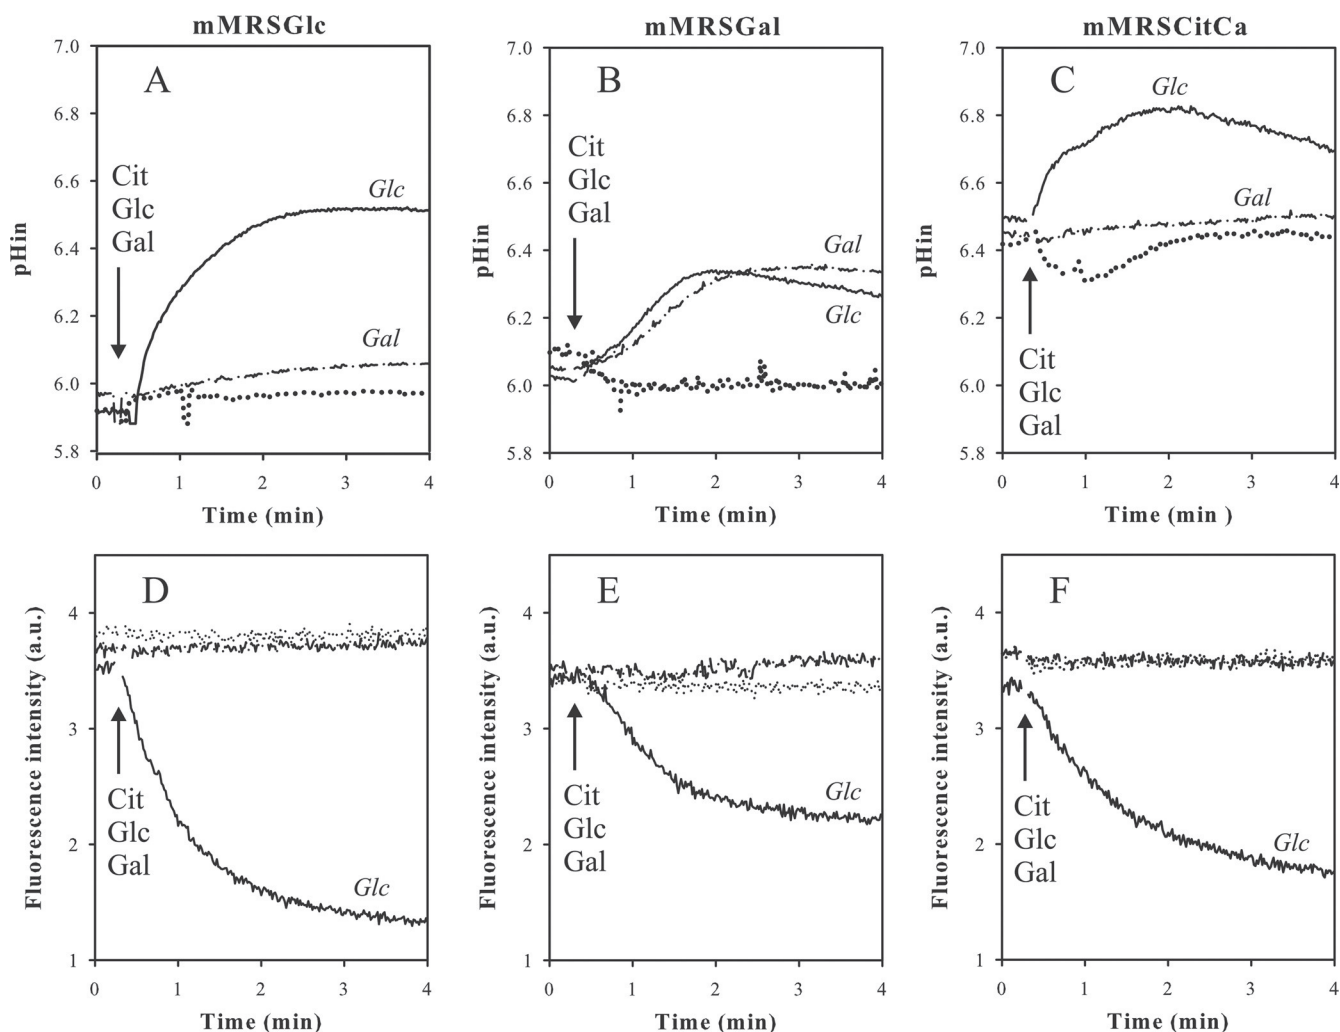 mMRSGlc
mMRSGal
mMRSCitCa
A
7.0
6.8
6.6
6.4
6.2
6.0
5.8
pHin
Cit
Glc
Gal
Glc
Gal
0 1 2 3 4
Time (min)
B
7.0
6.8
6.6
6.4
6.2
6.0
5.8
pHin
Cit
Glc
Gal
Gal
Glc
0 1 2 3 4
Time (min)
C
7.0
6.8
6.6
6.4
6.2
6.0
5.8
pHin
Glc
Gal
Cit
Glc
Gal
0 1 2 3 4
Time (min )
D
4
3
2
1
Fluorescence intensity (a.u.)
Cit
Glc
Gal
Glc
0 1 2 3 4
Time (min)
E
4
3
2
1
Fluorescence intensity (a.u.)
Cit
Glc
Gal
Glc
0 1 2 3 4
Time (min)
F
4
3
2
1
Fluorescence intensity (a.u.)
Cit
Glc
Gal
Glc
0 1 2 3 4
Time (min)